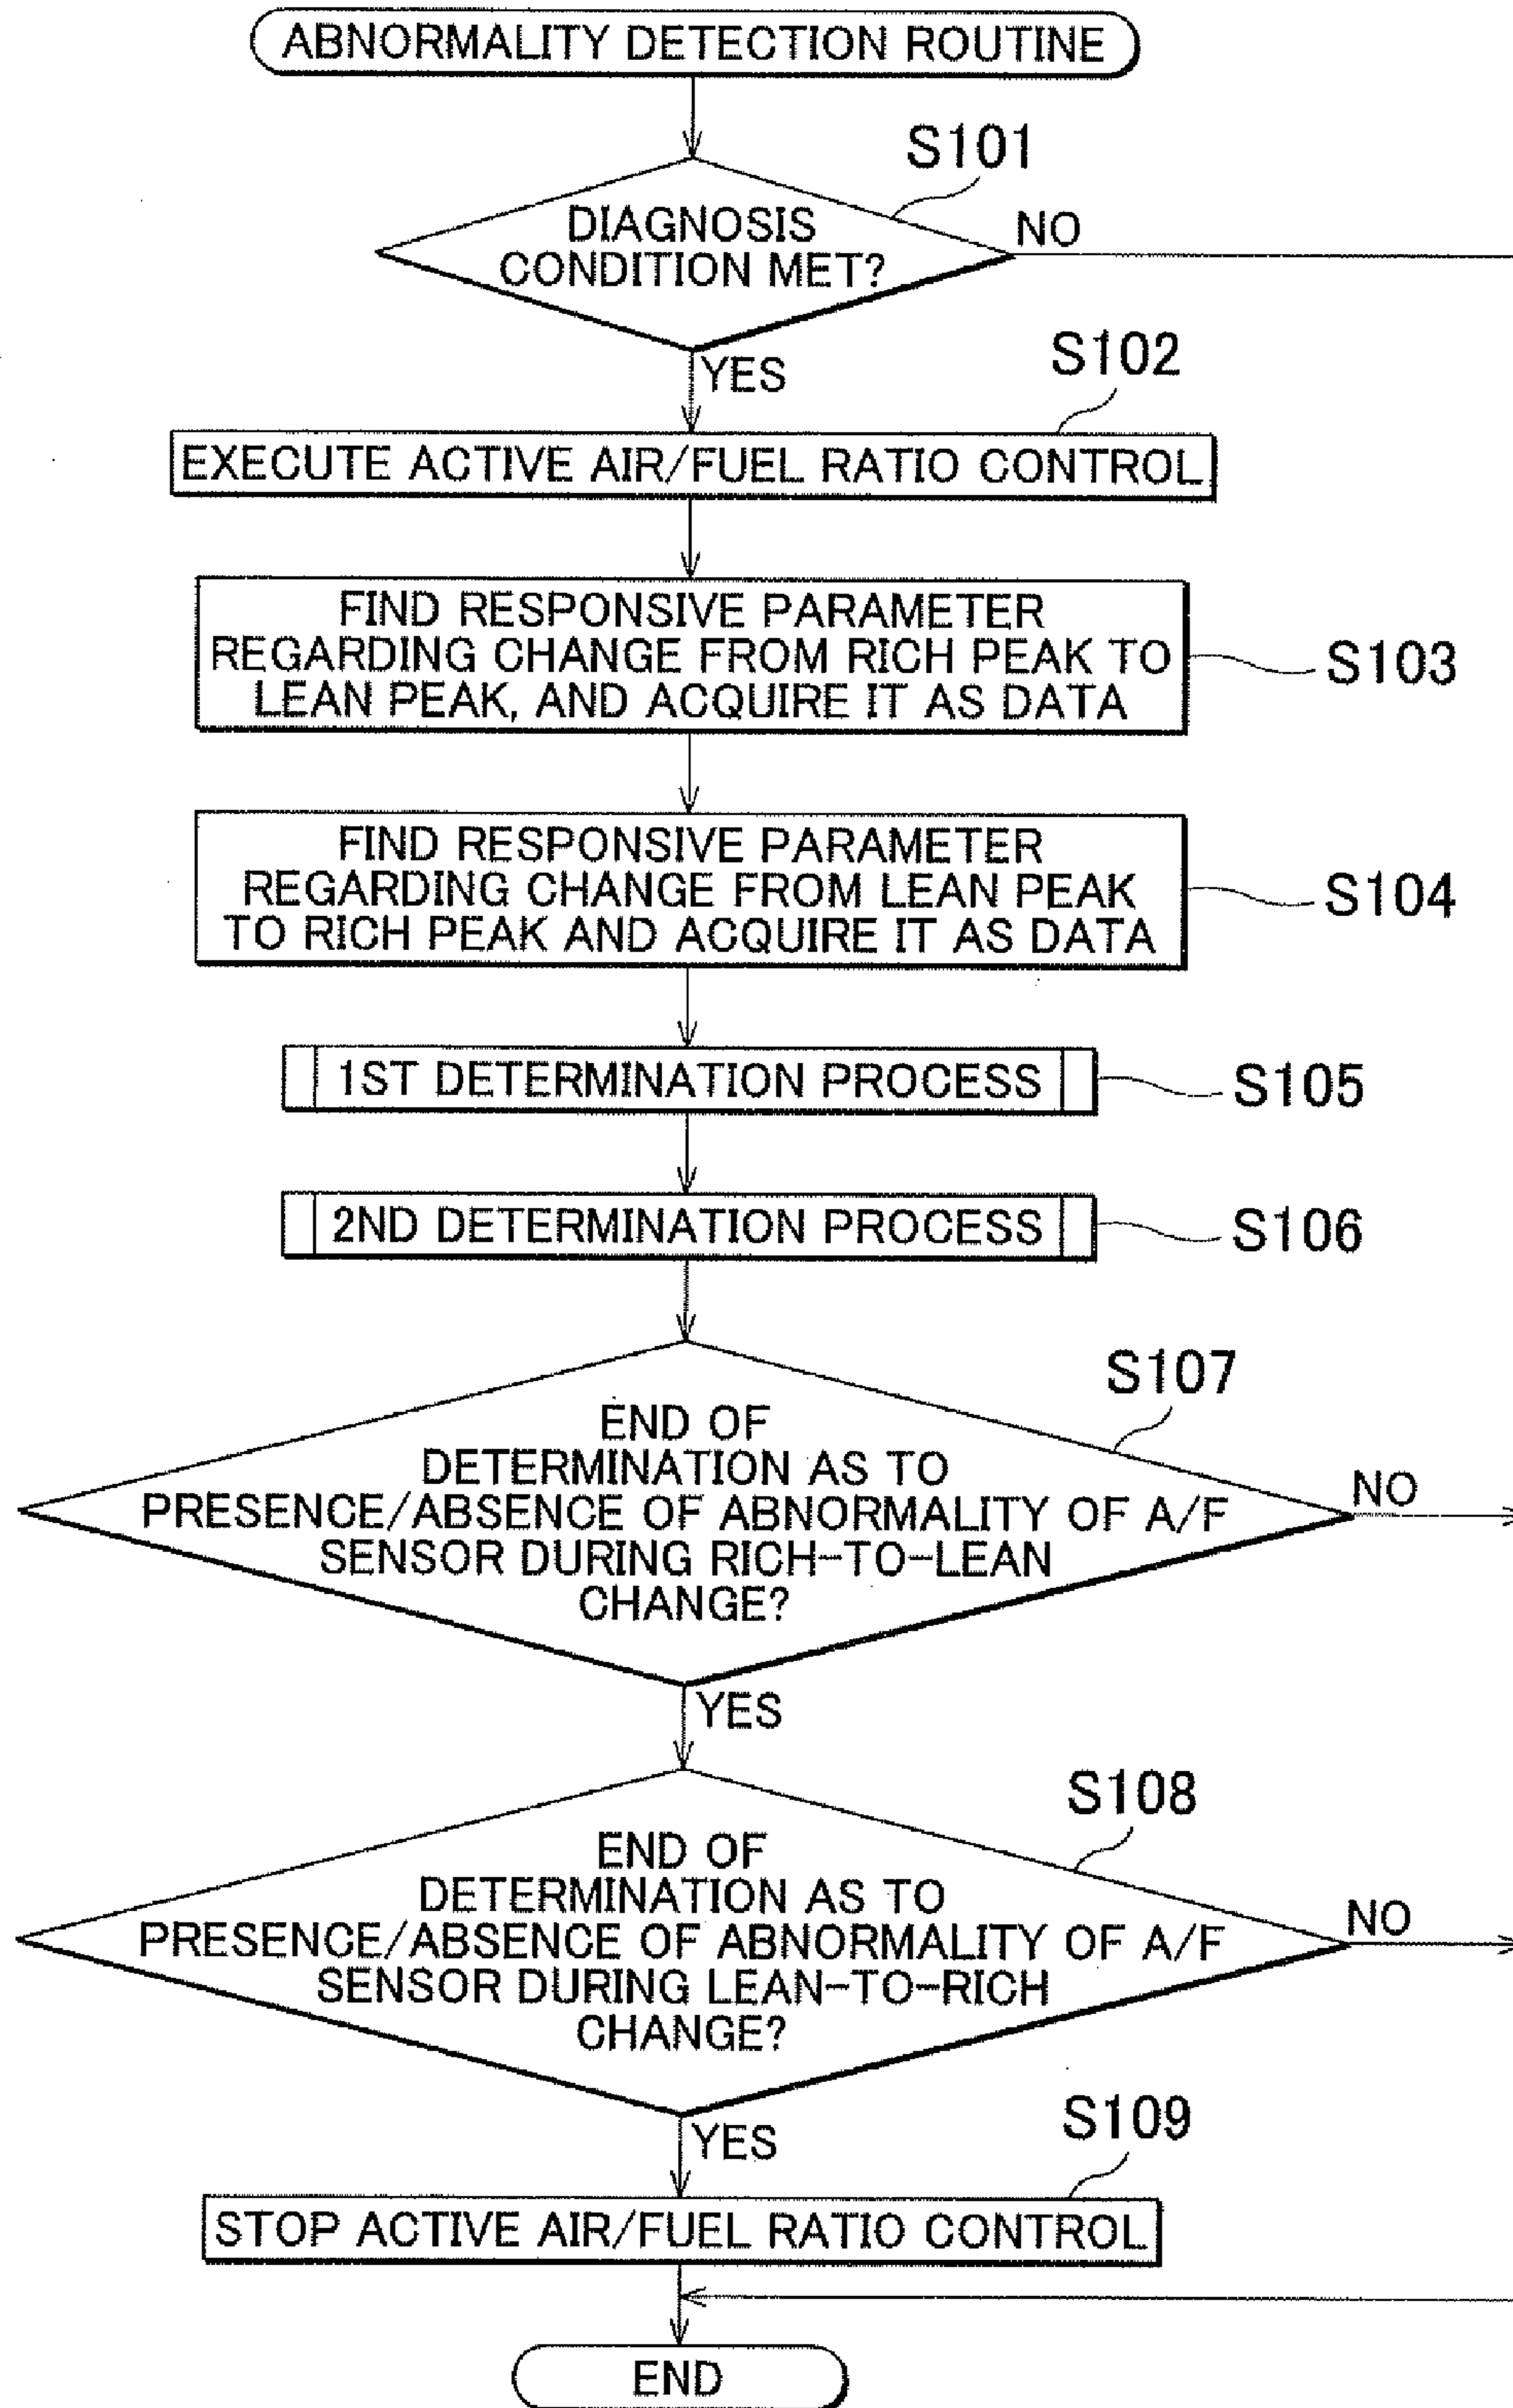 ABNORMALITY DETECTION ROUTINE
S101
DIAGNOSIS
CONDITION MET?
NO
YES
S102
EXECUTE ACTIVE AIR/FUEL RATIO CONTROL
FIND RESPONSIVE PARAMETER
REGARDING CHANGE FROM RICH PEAK TO
LEAN PEAK, AND ACQUIRE IT AS DATA
S103
FIND RESPONSIVE PARAMETER
REGARDING CHANGE FROM LEAN PEAK
TO RICH PEAK AND ACQUIRE IT AS DATA
S104
1ST DETERMINATION PROCESS
S105
2ND DETERMINATION PROCESS
S106
S107
END OF
DETERMINATION AS TO
PRESENCE/ABSENCE OF ABNORMALITY OF A/F
SENSOR DURING RICH-TO-LEAN
CHANGE?
NO
YES
S108
END OF
DETERMINATION AS TO
PRESENCE/ABSENCE OF ABNORMALITY OF A/F
SENSOR DURING LEAN-TO-RICH
CHANGE?
NO
YES
S109
STOP ACTIVE AIR/FUEL RATIO CONTROL
END